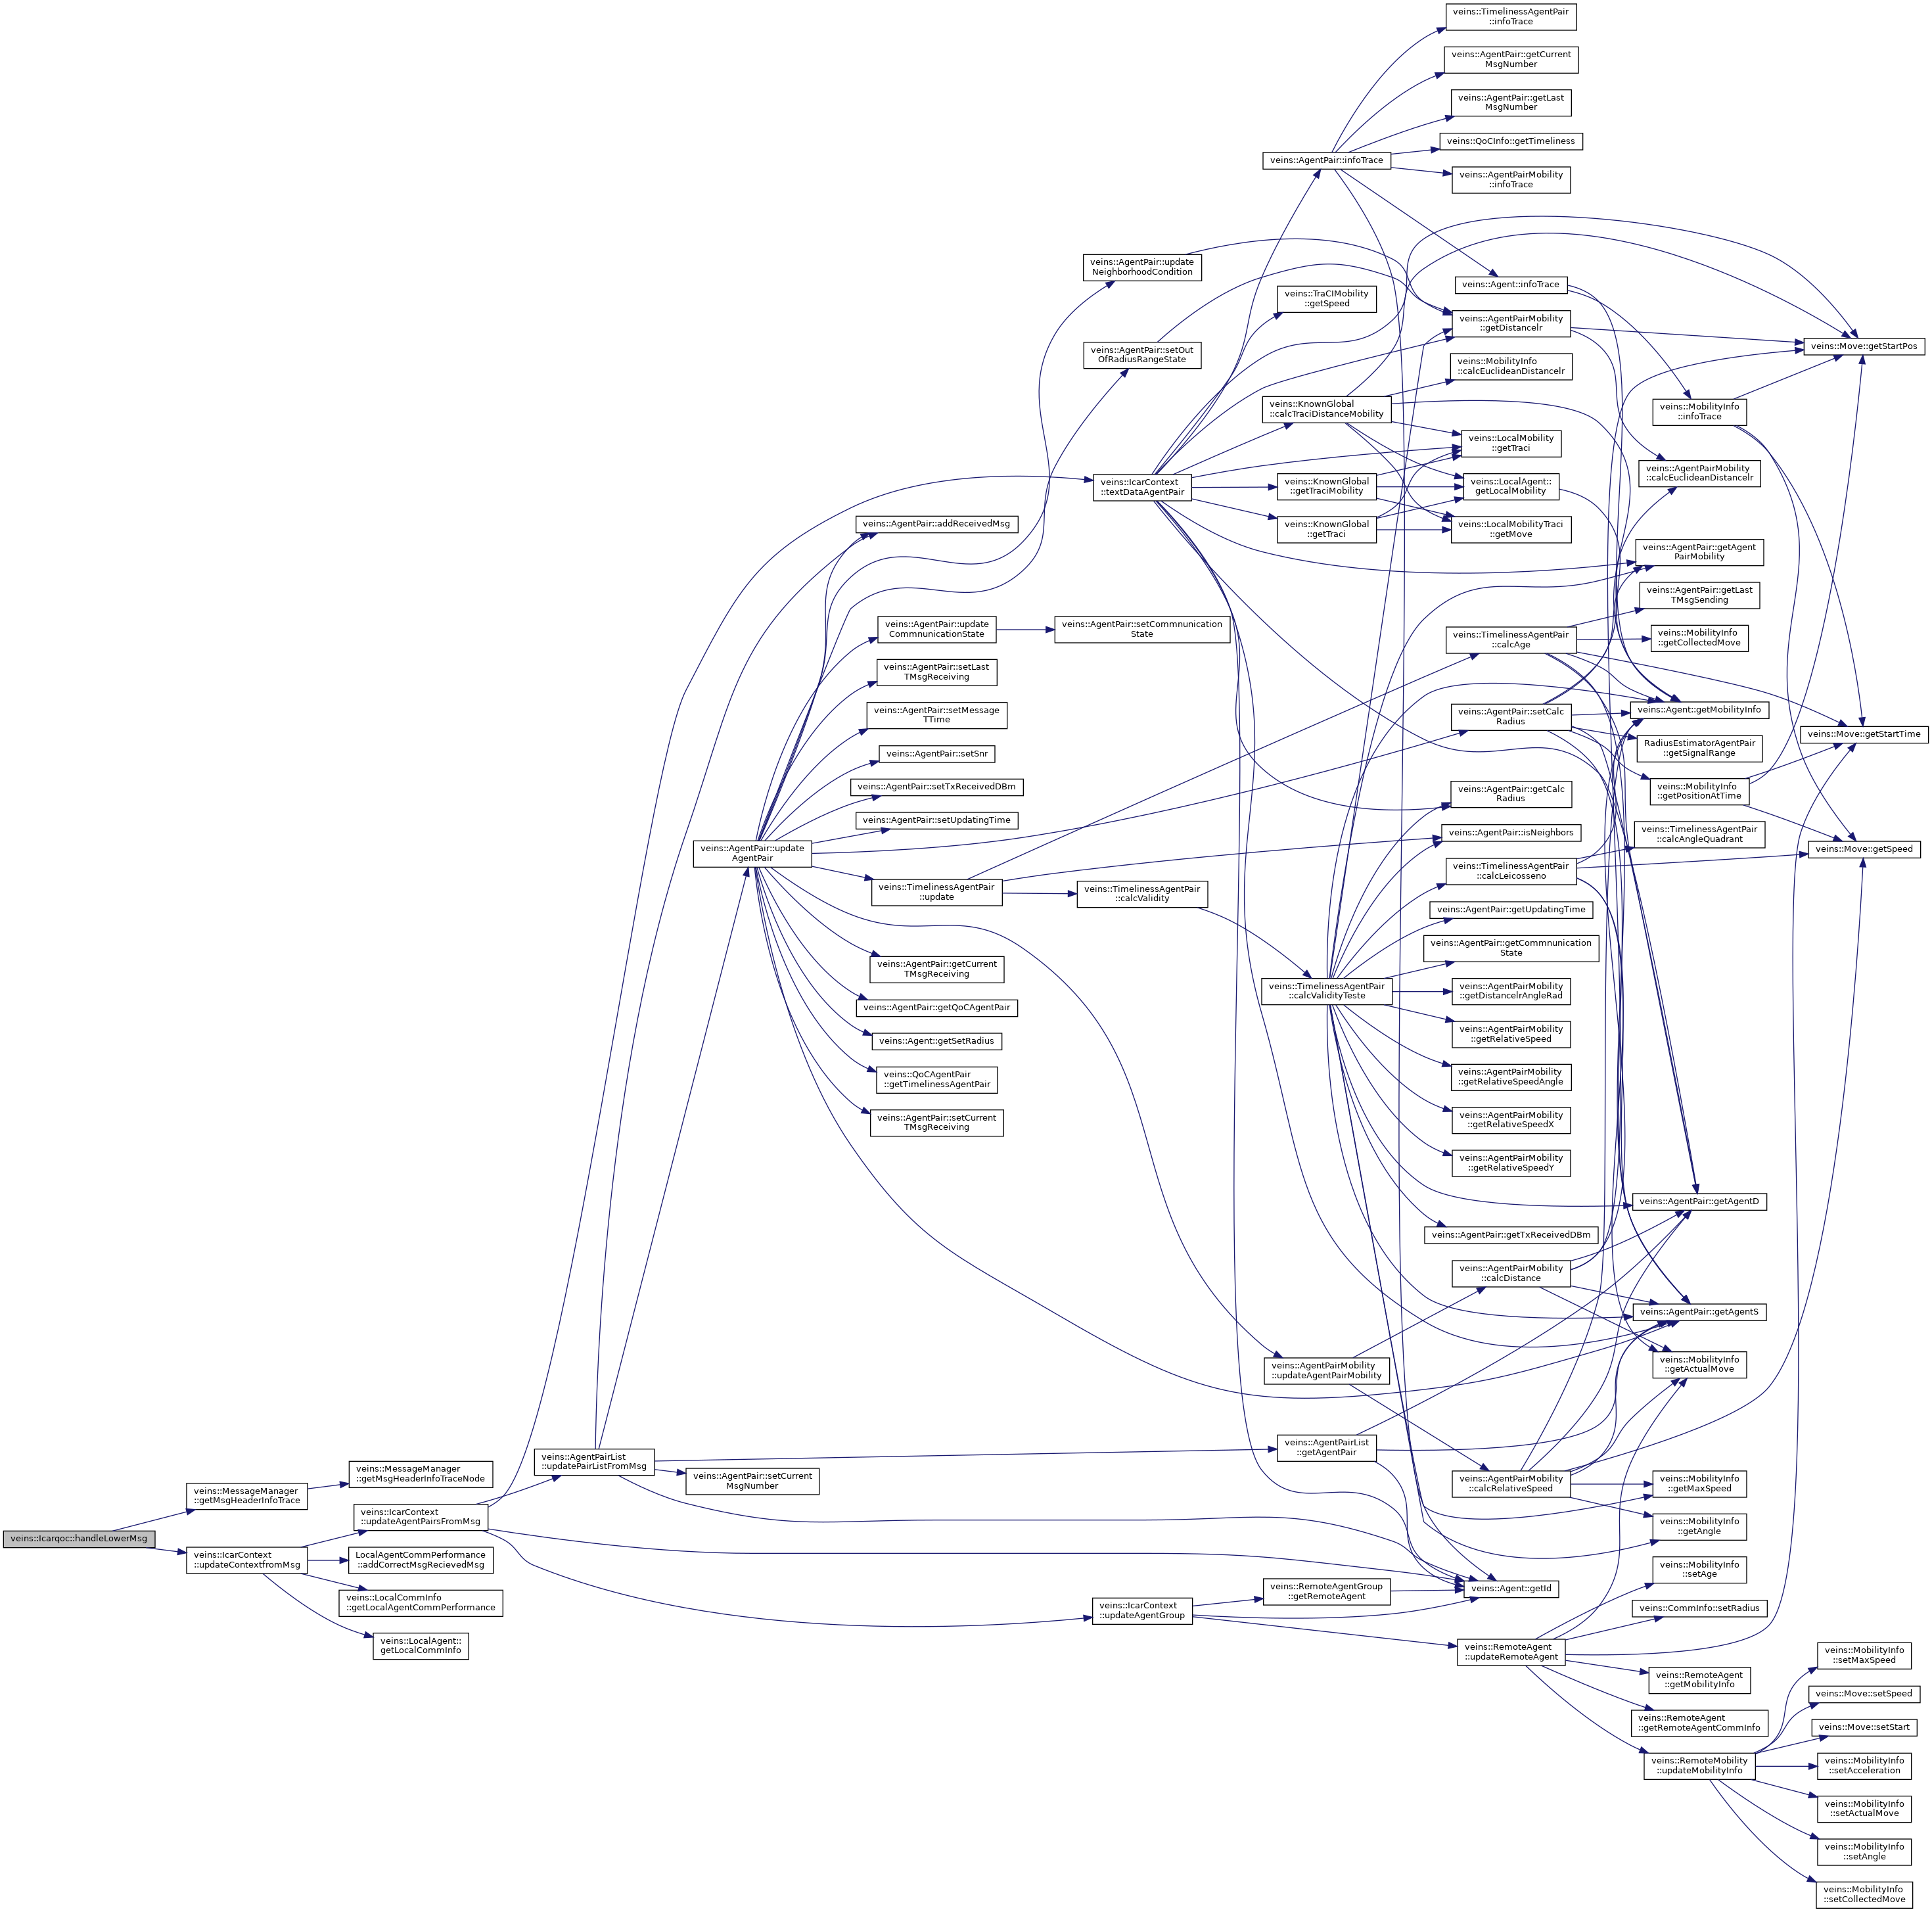 veins::Icarqoc::handleLowerMsg
veins::MessageManager
::getMsgHeaderInfoTrace
veins::IcarContext
::updateContextfromMsg
veins::MessageManager
::getMsgHeaderInfoTraceNode
veins::IcarContext
::updateAgentPairsFromMsg
LocalAgentCommPerformance
::addCorrectMsgRecievedMsg
veins::LocalCommInfo
::getLocalAgentCommPerformance
veins::LocalAgent::
getLocalCommInfo
veins::AgentPairList
::updatePairListFromMsg
veins::AgentPair::update
AgentPair
veins::AgentPair::setCurrent
MsgNumber
veins::AgentPair::addReceivedMsg
veins::AgentPair::update
CommnunicationState
veins::AgentPair::setLast
TMsgReceiving
veins::AgentPair::setMessage
TTime
veins::AgentPair::setSnr
veins::AgentPair::setTxReceivedDBm
veins::AgentPair::setUpdatingTime
veins::TimelinessAgentPair
::update
veins::AgentPair::getCurrent
TMsgReceiving
veins::AgentPair::getQoCAgentPair
veins::Agent::getSetRadius
veins::QoCAgentPair
::getTimelinessAgentPair
veins::AgentPair::setCurrent
TMsgReceiving
veins::AgentPair::update
NeighborhoodCondition
veins::AgentPair::setOut
OfRadiusRangeState
veins::IcarContext
::textDataAgentPair
veins::AgentPair::setCommnunication
State
veins::TimelinessAgentPair
::calcValidity
veins::IcarContext
::updateAgentGroup
veins::AgentPair::infoTrace
veins::TraCIMobility
::getSpeed
veins::KnownGlobal
::calcTraciDistanceMobility
veins::KnownGlobal
::getTraciMobility
veins::KnownGlobal
::getTraci
veins::TimelinessAgentPair
::calcValidityTeste
veins::AgentPairMobility
::updateAgentPairMobility
veins::AgentPairList
::getAgentPair
veins::RemoteAgentGroup
::getRemoteAgent
veins::TimelinessAgentPair
::infoTrace
veins::AgentPair::getCurrent
MsgNumber
veins::AgentPair::getLast
MsgNumber
veins::QoCInfo::getTimeliness
veins::AgentPairMobility
::infoTrace
veins::Agent::infoTrace
veins::AgentPairMobility
::getDistanceIr
veins::MobilityInfo
::calcEuclideanDistanceIr
veins::LocalMobility
::getTraci
veins::LocalAgent::
getLocalMobility
veins::LocalMobilityTraci
::getMove
veins::TimelinessAgentPair
::calcAge
veins::AgentPair::setCalc
Radius
veins::AgentPair::getCalc
Radius
veins::AgentPair::isNeighbors
veins::TimelinessAgentPair
::calcLeicosseno
veins::AgentPair::getUpdatingTime
veins::AgentPair::getCommnunication
State
veins::AgentPairMobility
::getDistanceIrAngleRad
veins::AgentPairMobility
::getRelativeSpeed
veins::AgentPairMobility
::getRelativeSpeedAngle
veins::AgentPairMobility
::getRelativeSpeedX
veins::AgentPairMobility
::getRelativeSpeedY
veins::AgentPair::getTxReceivedDBm
veins::AgentPairMobility
::calcDistance
veins::AgentPairMobility
::calcRelativeSpeed
veins::Agent::getId
veins::RemoteAgent
::updateRemoteAgent
veins::MobilityInfo
::infoTrace
veins::AgentPairMobility
::calcEuclideanDistanceIr
veins::AgentPair::getAgent
PairMobility
veins::AgentPair::getLast
TMsgSending
veins::MobilityInfo
::getCollectedMove
veins::Agent::getMobilityInfo
RadiusEstimatorAgentPair
::getSignalRange
veins::MobilityInfo
::getPositionAtTime
veins::TimelinessAgentPair
::calcAngleQuadrant
veins::AgentPair::getAgentD
veins::AgentPair::getAgentS
veins::MobilityInfo
::getActualMove
veins::MobilityInfo
::getMaxSpeed
veins::MobilityInfo
::getAngle
veins::MobilityInfo
::setAge
veins::CommInfo::setRadius
veins::RemoteAgent
::getMobilityInfo
veins::RemoteAgent
::getRemoteAgentCommInfo
veins::RemoteMobility
::updateMobilityInfo
veins::Move::getStartPos
veins::Move::getStartTime
veins::Move::getSpeed
veins::MobilityInfo
::setMaxSpeed
veins::Move::setSpeed
veins::Move::setStart
veins::MobilityInfo
::setAcceleration
veins::MobilityInfo
::setActualMove
veins::MobilityInfo
::setAngle
veins::MobilityInfo
::setCollectedMove